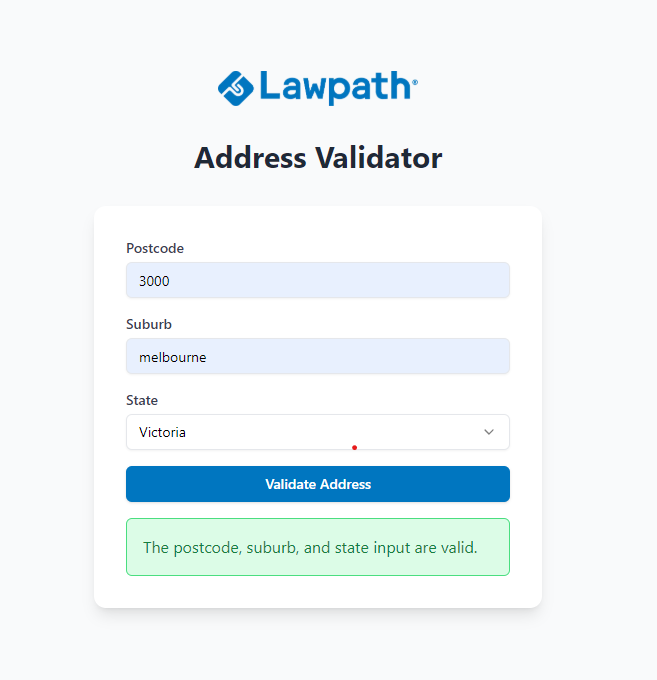 Lawpath®
Address Validator
Postcode
3000
Suburb
melbourne
State
Victoria
Validate Address
The postcode, suburb, and state input are valid.